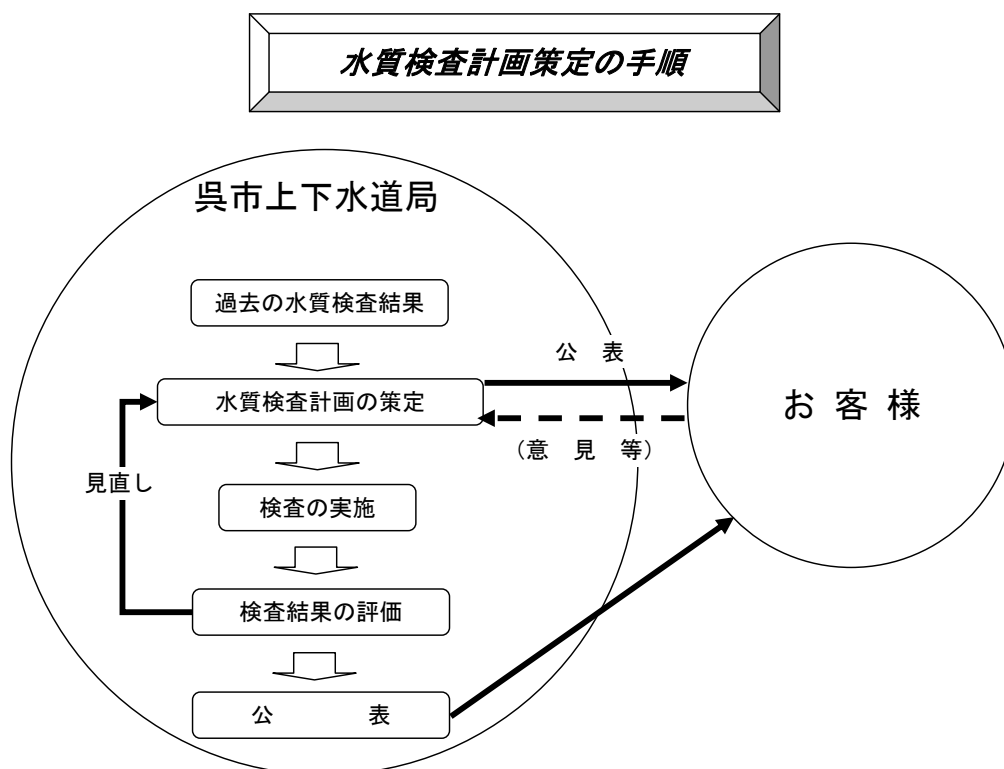 水質検査計画策定の手順
呉市上下水道局
過去の水質検査結果
公 表
水質検査計画の策定
お 客 様
(意 見 等)
見直し
検査の実施
検査結果の評価
公 表